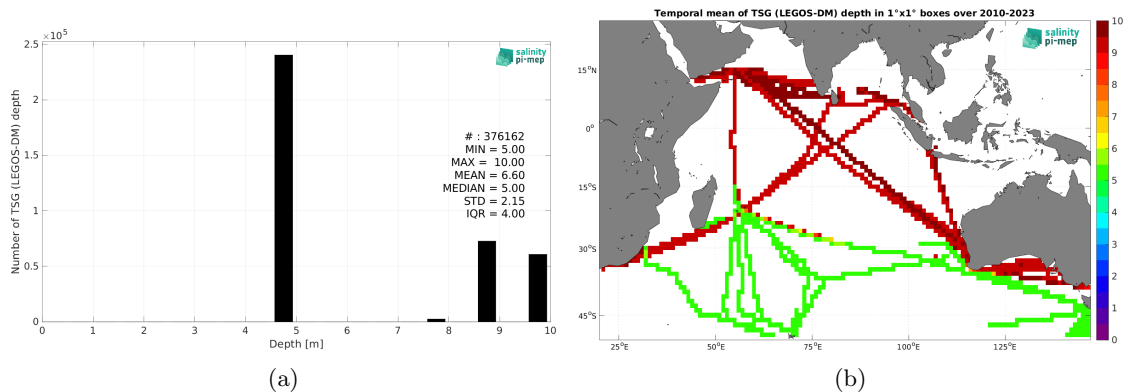 2.5
×10⁵
2
1.5
1
0.5
0
0
1
2
3
4
5
6
7
8
9
10
Number of TSG (LEGOS-DM) depth
Depth [m]
salinity
pi-mep
# : 376162
MIN = 5.00
MAX = 10.00
MEAN = 6.60
MEDIAN = 5.00
STD = 2.15
IQR = 4.00
(a)
Temporal mean of TSG (LEGOS-DM) depth in 1°x1° boxes over 2010-2023
salinity
pi-mep
15°N
0°
15°S
30°S
45°S
25°E
50°E
75°E
100°E
125°E
10
9
8
7
6
5
4
3
2
1
0
(b)